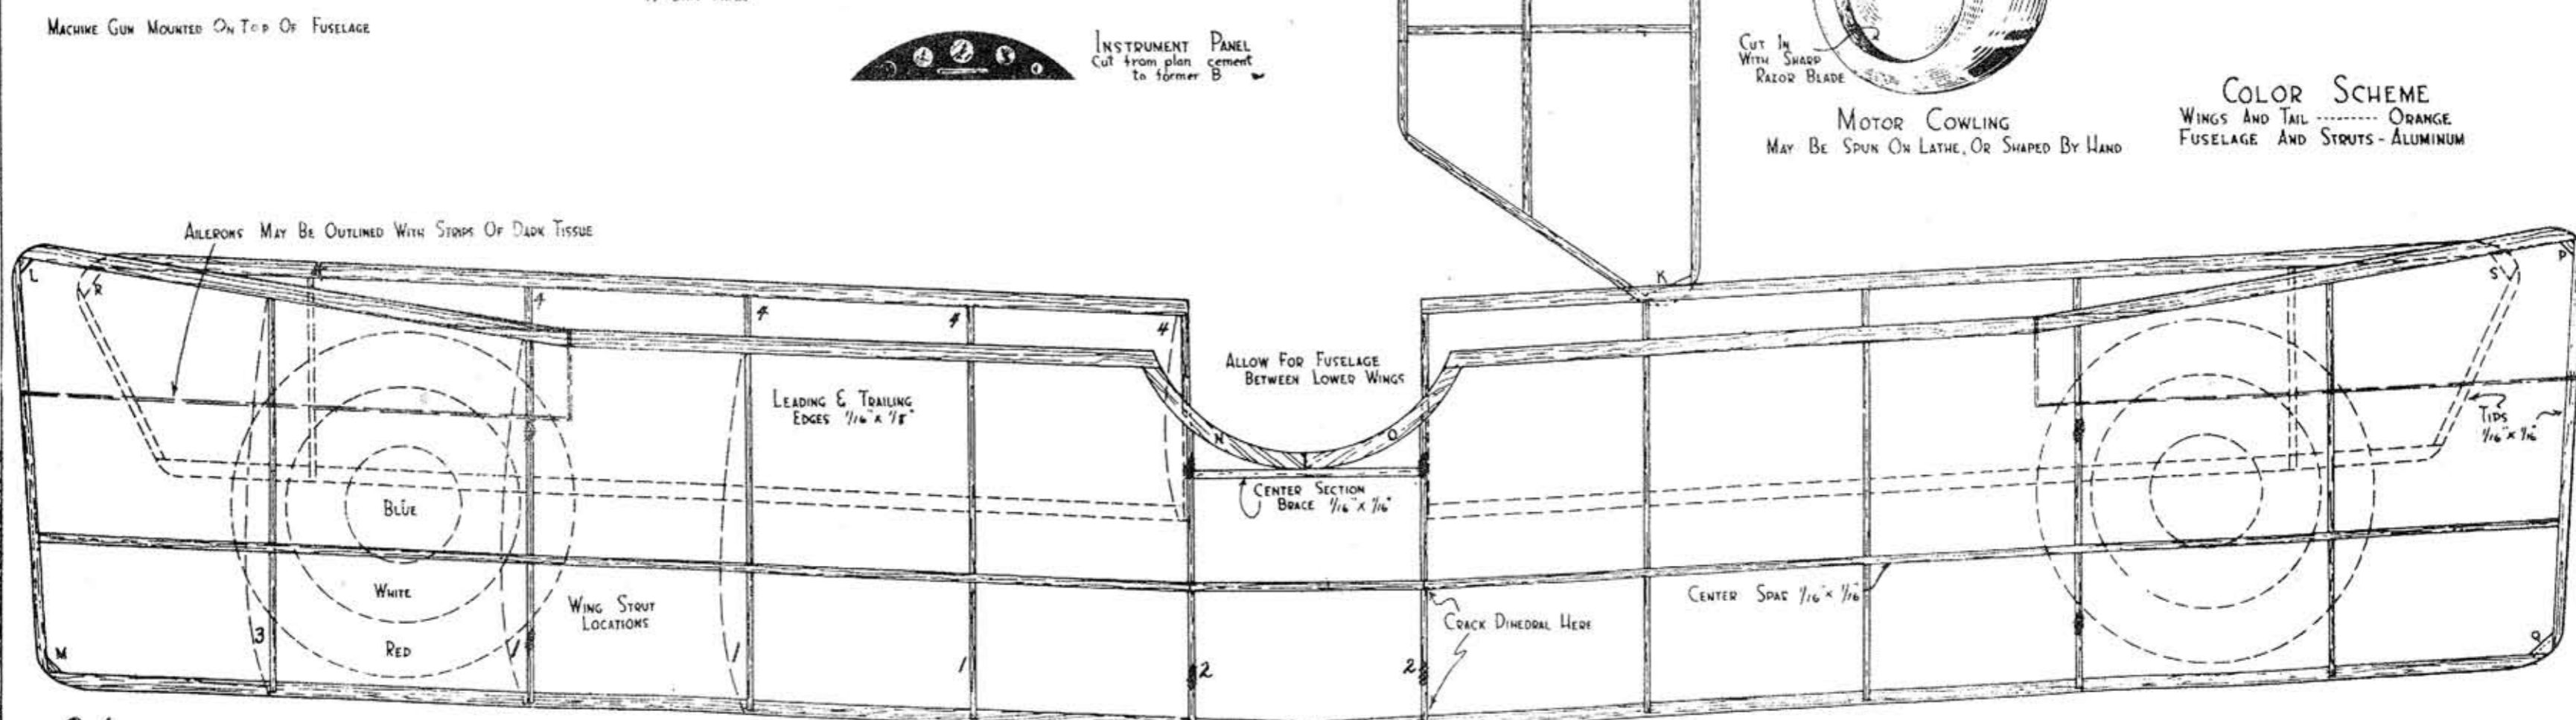 MACHINE GUN MOUNTED ON TOP OF FUSELAGE
INSTRUMENT PANEL
Cut from plan cement
to former B
CUT IN
WITH SHARP
RAZOR BLADE
MOTOR COWLING
MAY BE SPUN ON LATHE, OR SHAPED BY HAND
COLOR SCHEME
WINGS AND TAIL -------- ORANGE
FUSELAGE AND STRUTS - ALUMINUM
AILERONS MAY BE OUTLINED WITH STRIPS OF DARK TISSUE
L
R
4
4
4
4
K
S
P
ALLOW FOR FUSELAGE
BETWEEN LOWER WINGS
LEADING & TRAILING
EDGES 1/16" x 1/8"
N
O
TIPS
1/16" x 1/16"
CENTER SECTION
BRACE 1/16" X 1/16"
BLUE
WHITE
RED
WING STRUT
LOCATIONS
CENTER SPAR 1/16" x 1/16"
CRACK DIHEDRAL HERE
M
3
1
1
1
2
2
Q